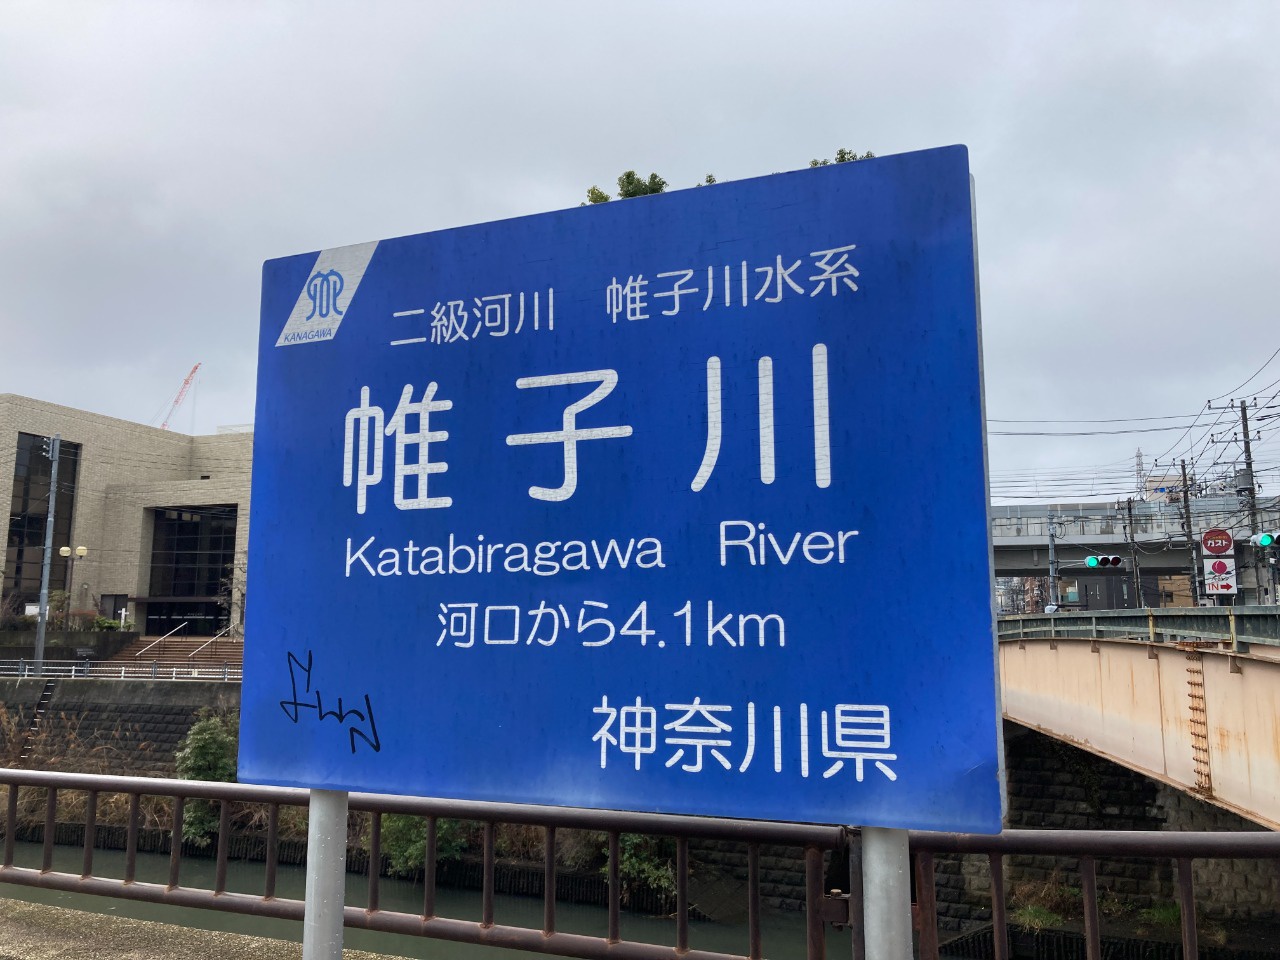 KANAGAWA
二級河川 帷子川水系
帷子川
Katabiragawa River
河口から4.1km
神奈川県
ガスト
IN→